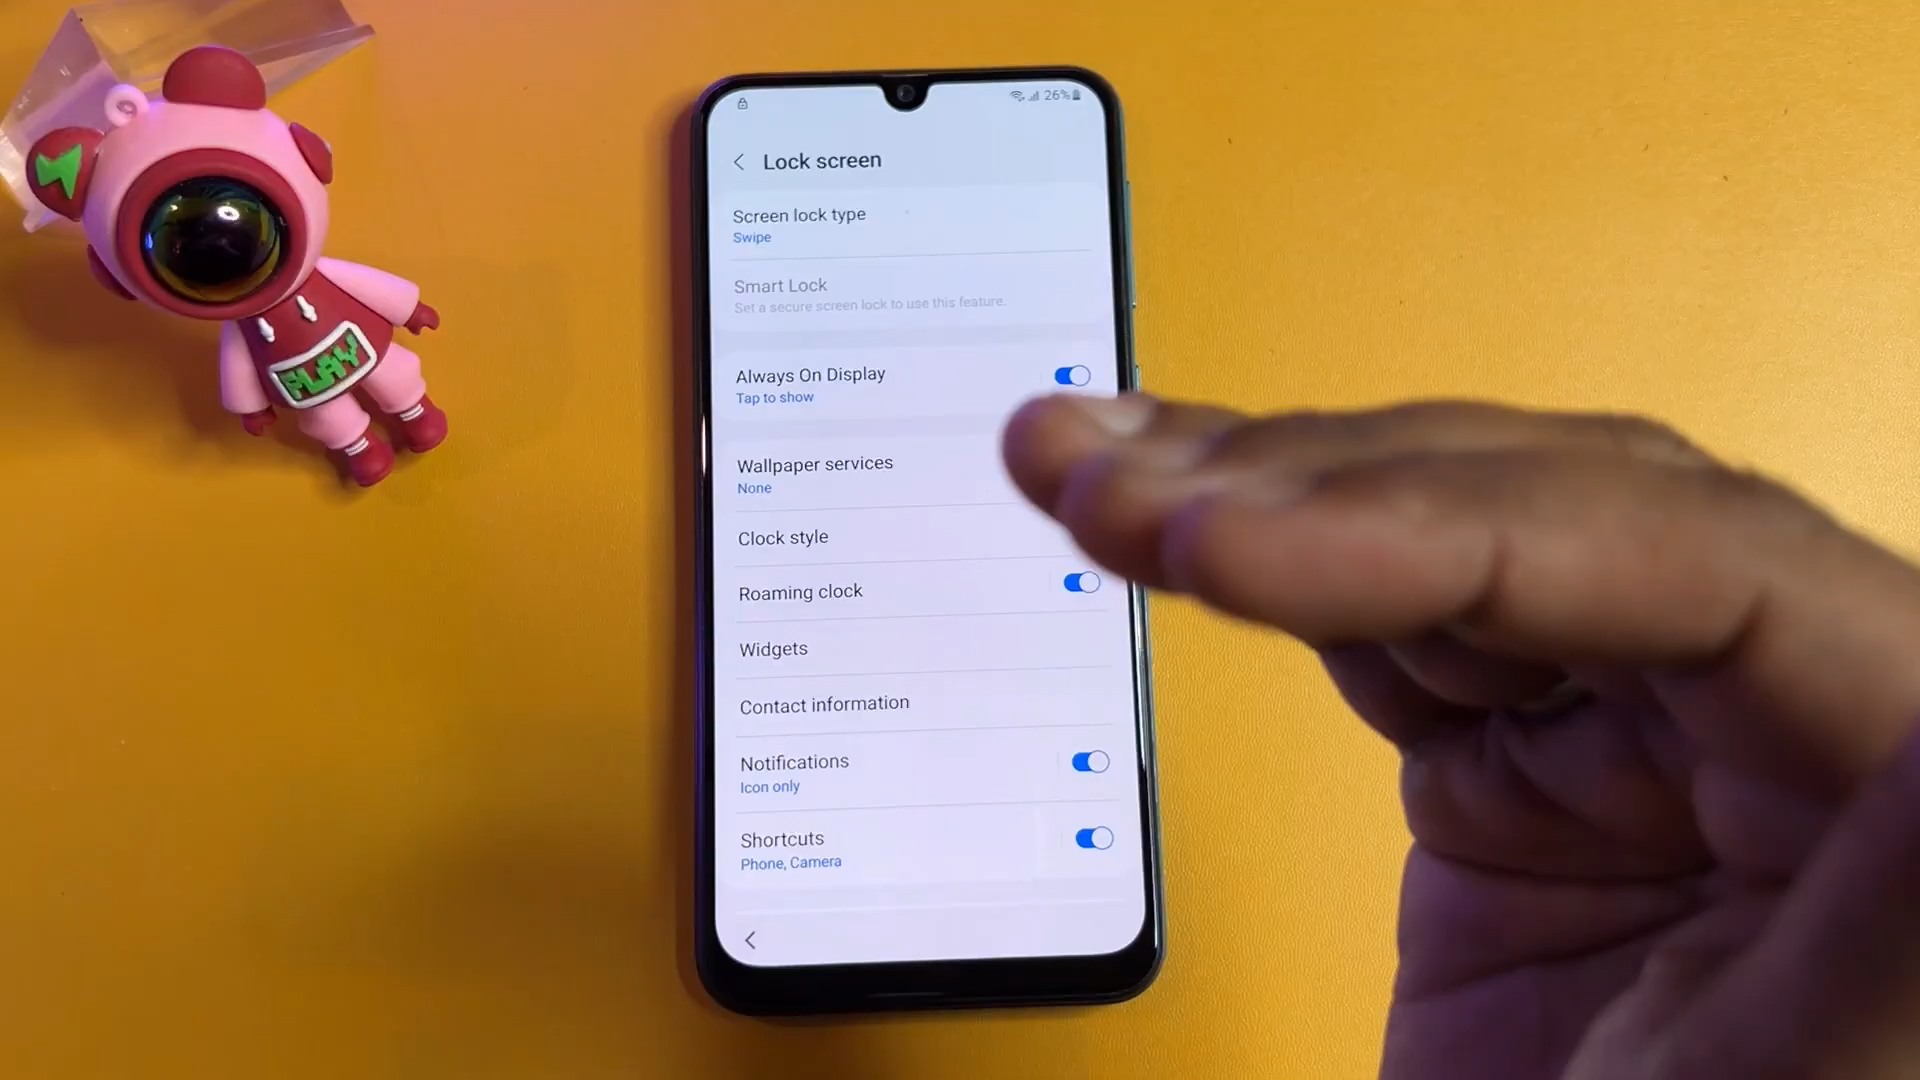 26%
Lock screen
Screen lock type
Swipe
Smart Lock
Set a secure screen lock to use this feature.
Always On Display
Tap to show
Wallpaper services
None
Clock style
Roaming clock
Widgets
Contact information
Notifications
Icon only
Shortcuts
Phone, Camera
PLAY